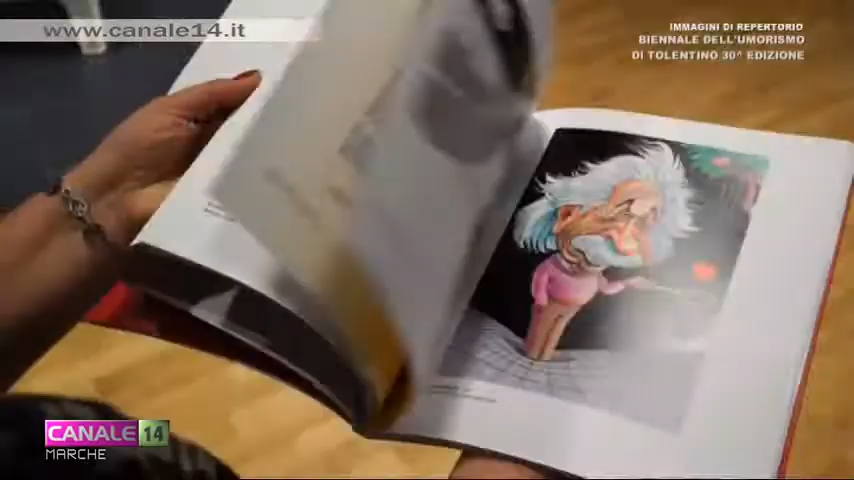 www.canale14.it
IMMAGINI DI REPERTORIO
BIENNALE DELL'UMORISMO
DI TOLENTINO 30^ EDIZIONE
CANALE 14
MARCHE